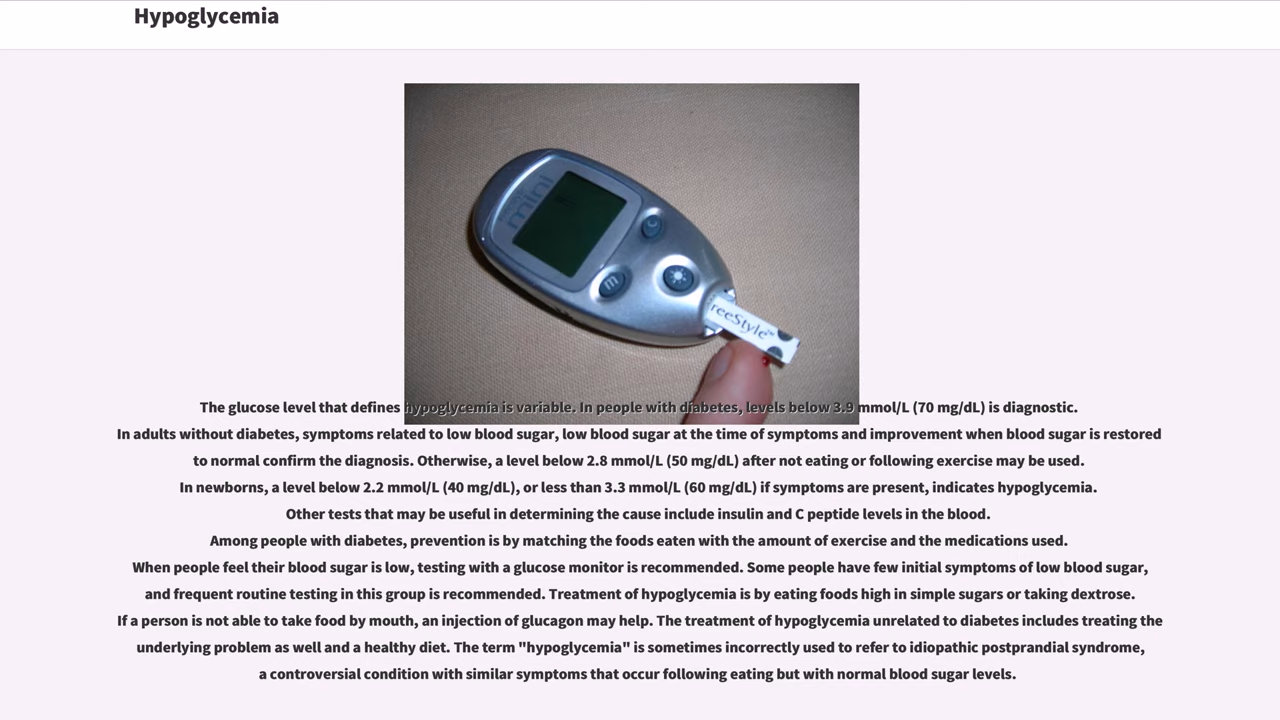 Hypoglycemia
mini
m
reeStyle
The glucose level that defines hypoglycemia is variable. In people with diabetes, levels below 3.9 mmol/L (70 mg/dL) is diagnostic.
In adults without diabetes, symptoms related to low blood sugar, low blood sugar at the time of symptoms and improvement when blood sugar is restored
to normal confirm the diagnosis. Otherwise, a level below 2.8 mmol/L (50 mg/dL) after not eating or following exercise may be used.
In newborns, a level below 2.2 mmol/L (40 mg/dL), or less than 3.3 mmol/L (60 mg/dL) if symptoms are present, indicates hypoglycemia.
Other tests that may be useful in determining the cause include insulin and C peptide levels in the blood.
Among people with diabetes, prevention is by matching the foods eaten with the amount of exercise and the medications used.
When people feel their blood sugar is low, testing with a glucose monitor is recommended. Some people have few initial symptoms of low blood sugar,
and frequent routine testing in this group is recommended. Treatment of hypoglycemia is by eating foods high in simple sugars or taking dextrose.
If a person is not able to take food by mouth, an injection of glucagon may help. The treatment of hypoglycemia unrelated to diabetes includes treating the
underlying problem as well and a healthy diet. The term "hypoglycemia" is sometimes incorrectly used to refer to idiopathic postprandial syndrome,
a controversial condition with similar symptoms that occur following eating but with normal blood sugar levels.